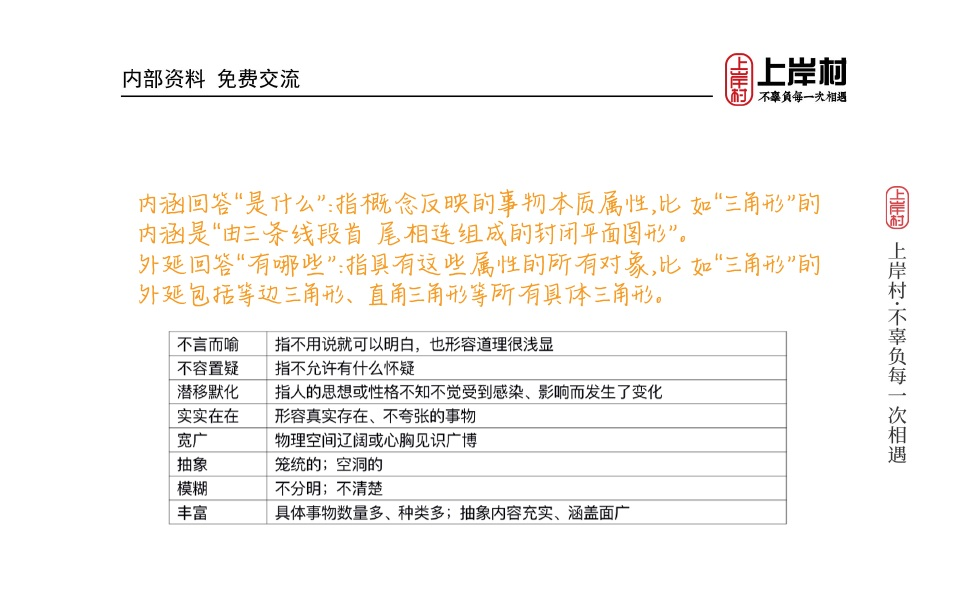 内部资料 免费交流
上岸村
上岸村
不辜负每一次相遇
内涵回答“是什么”:指概念反映的事物本质属性,比 如“三角形”的
内涵是“由三条线段首 尾相连组成的封闭平面图形”。
外延回答“有哪些”:指具有这些属性的所有对象,比 如“三角形”的
外延包括等边三角形、直角三角形等所有具体三角形。
不言而喻 指不用说就可以明白，也形容道理很浅显
不容置疑 指不允许有什么怀疑
潜移默化 指人的思想或性格不知不觉受到感染、影响而发生了变化
实实在在 形容真实存在、不夸张的事物
宽广 物理空间辽阔或心胸见识广博
抽象 笼统的；空洞的
模糊 不分明；不清楚
丰富 具体事物数量多、种类多；抽象内容充实、涵盖面广
上岸村
上岸村·不辜负每一次相遇